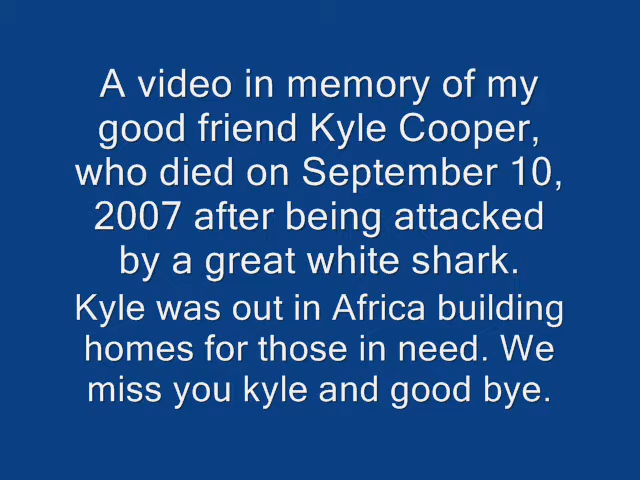 A video in memory of my
good friend Kyle Cooper,
who died on September 10,
2007 after being attacked
by a great white shark.
Kyle was out in Africa building
homes for those in need. We
miss you kyle and good bye.